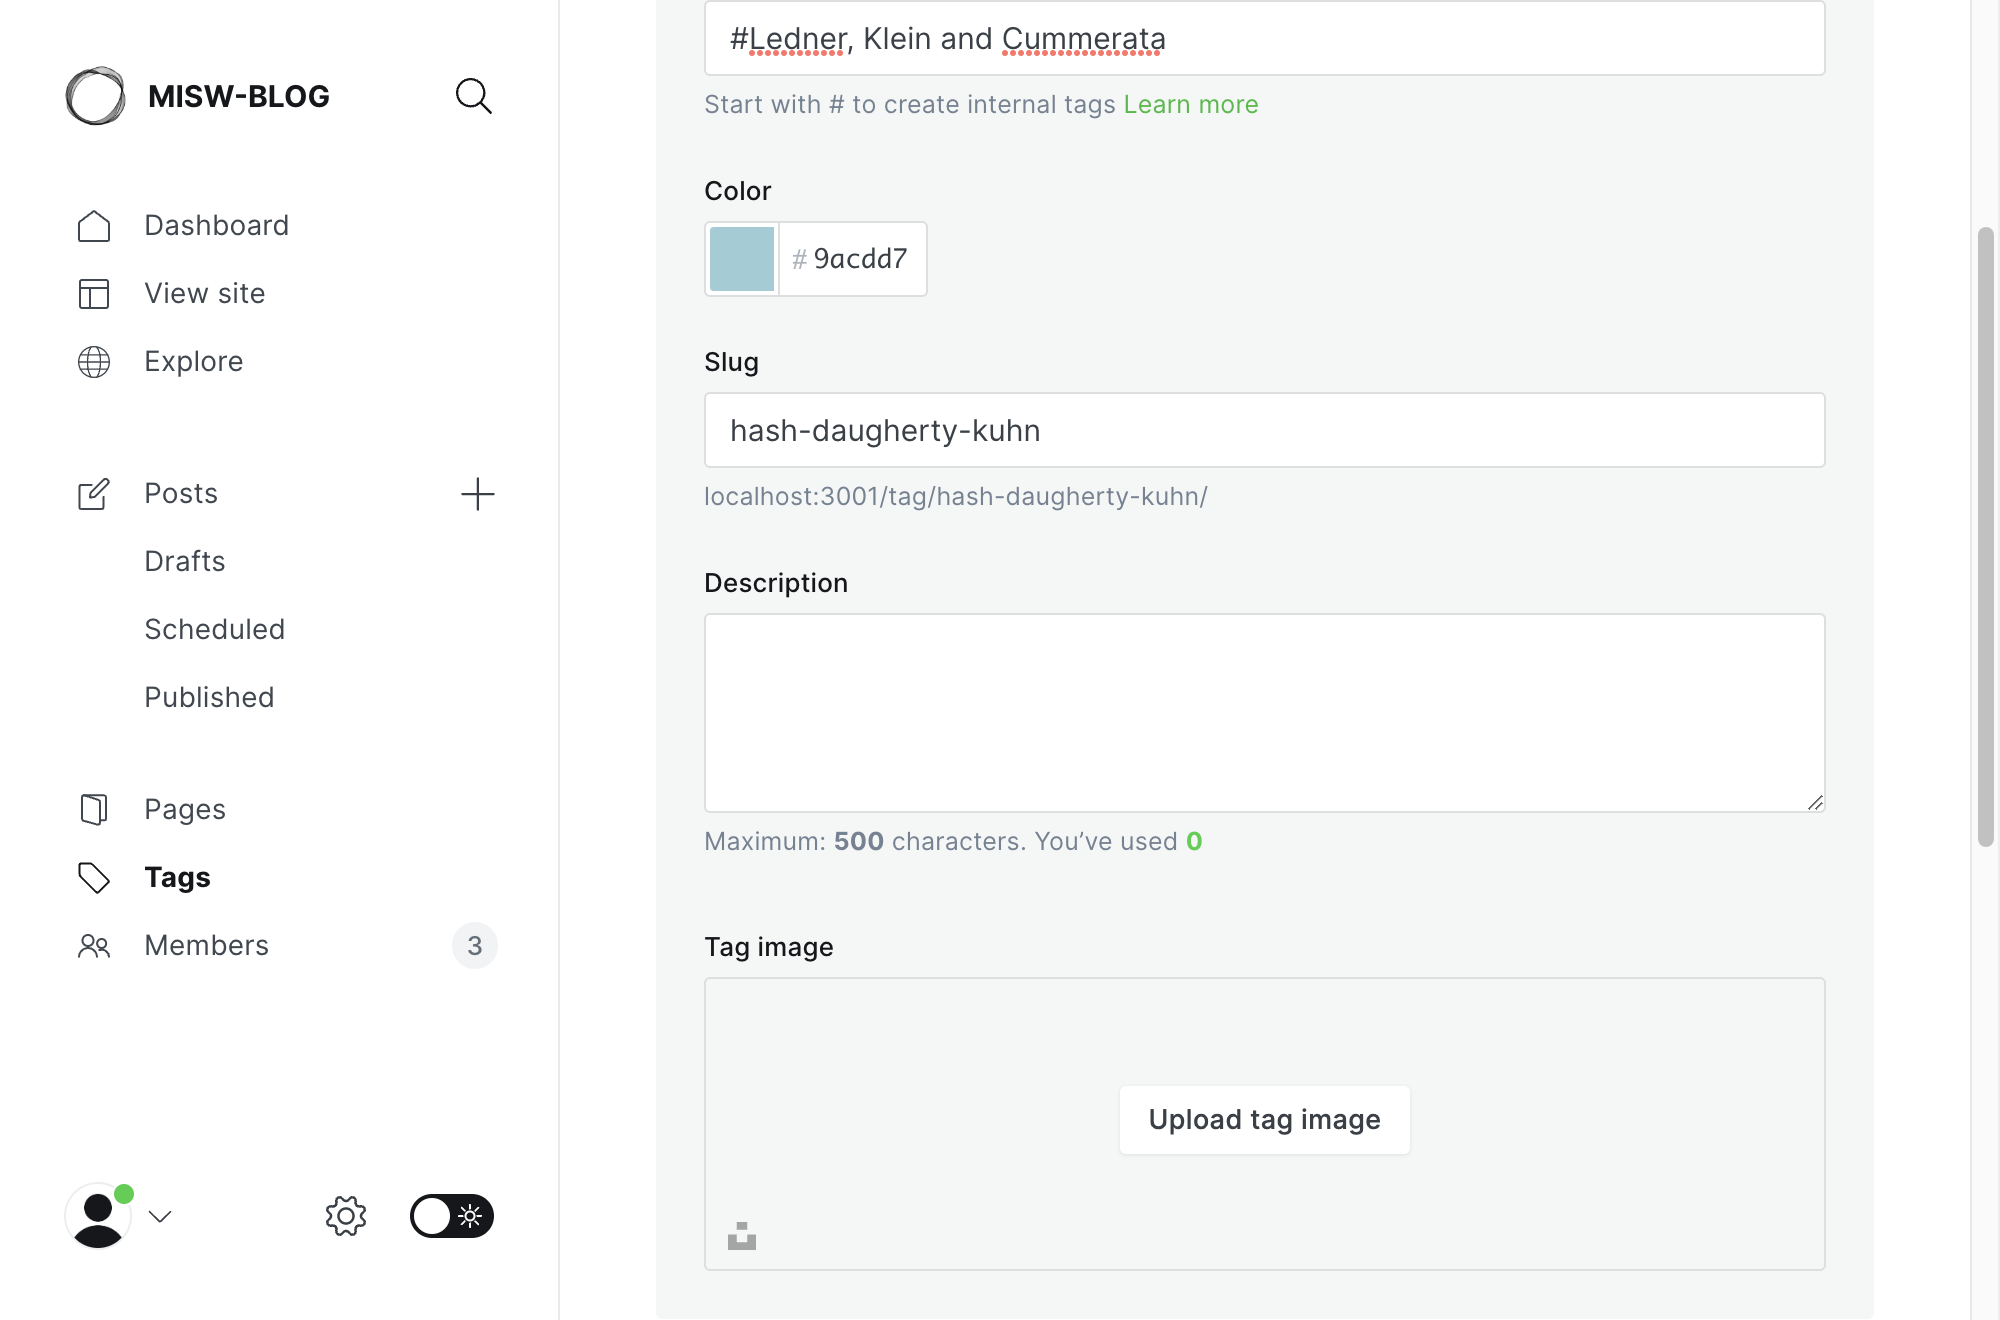 MISW-BLOG
Dashboard
View site
Explore
Posts
Drafts
Scheduled
Published
Pages
Tags
Members
3
#Ledner, Klein and Cummerata
Start with # to create internal tags Learn more
Color
# 9acdd7
Slug
hash-daugherty-kuhn
localhost:3001/tag/hash-daugherty-kuhn/
Description
Maximum: 500 characters. You’ve used 0
Tag image
Upload tag image